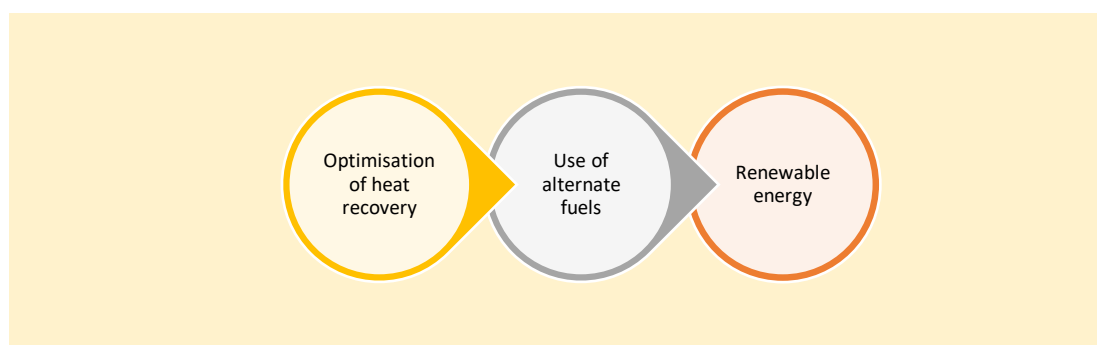 Optimisation
of heat
recovery
Use of
alternate
fuels
Renewable
energy